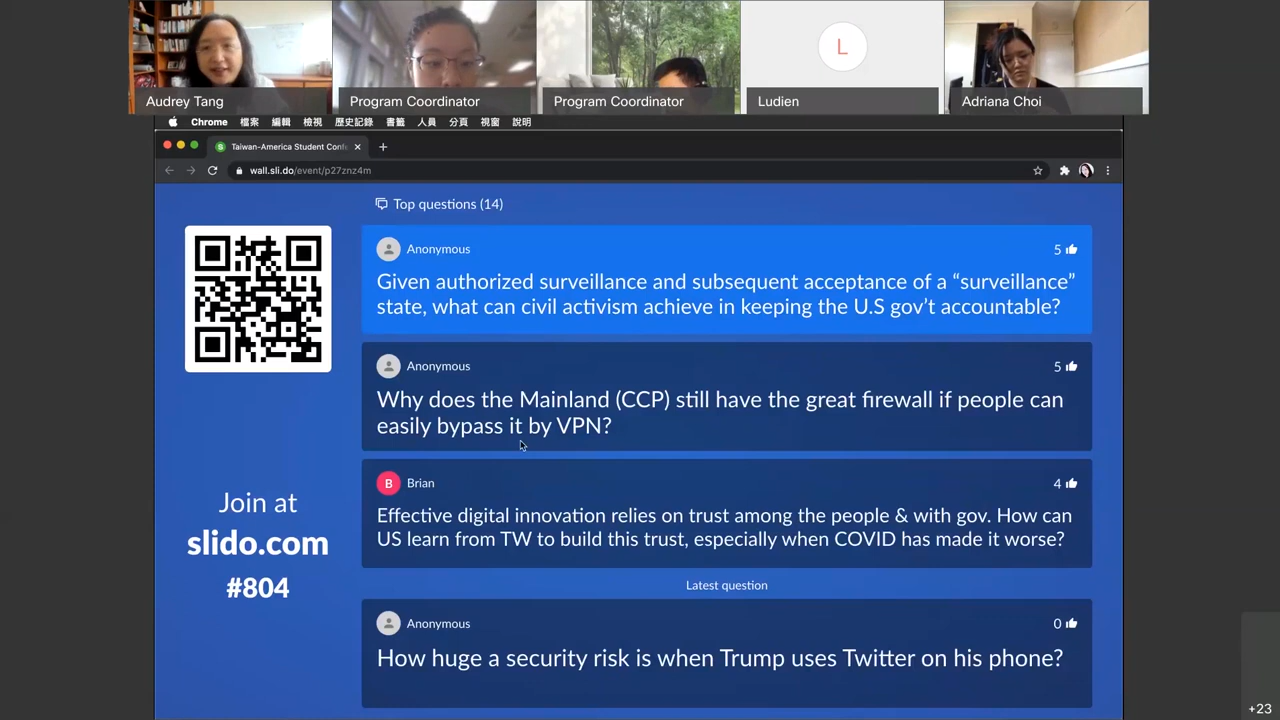 Audrey Tang
Program Coordinator
Program Coordinator
L
Ludien
Adriana Choi
Chrome 檔案 編輯 檢視 歷史記錄 書籤 人員 分頁 視窗 說明
Taiwan-America Student Conf
wall.sli.do/event/p27znz4m
Top questions (14)
Anonymous
5
Given authorized surveillance and subsequent acceptance of a “surveillance”
state, what can civil activism achieve in keeping the U.S gov’t accountable?
Anonymous
5
Why does the Mainland (CCP) still have the great firewall if people can
easily bypass it by VPN?
B
Brian
4
Effective digital innovation relies on trust among the people & with gov. How can
US learn from TW to build this trust, especially when COVID has made it worse?
Join at
slido.com
#804
Latest question
Anonymous
0
How huge a security risk is when Trump uses Twitter on his phone?
+23